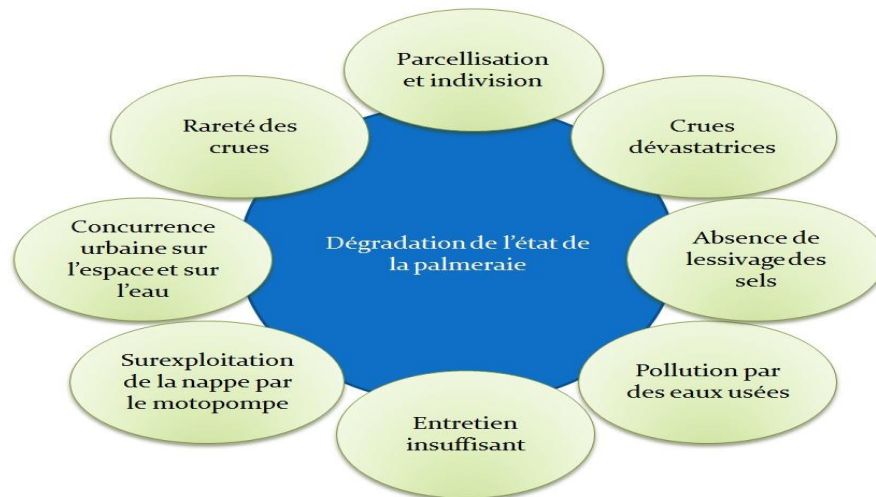 Parcellisation
et indivision
Rareté des
crues
Crues
dévastatrices
Concurrence
urbaine sur
l'espace et sur
l'eau
Dégradation de l'état de
la palmeraie
Absence de
lessivage des
sels
Surexploitation
de la nappe par
le motopompe
Pollution par
des eaux usées
Entretien
insuffisant